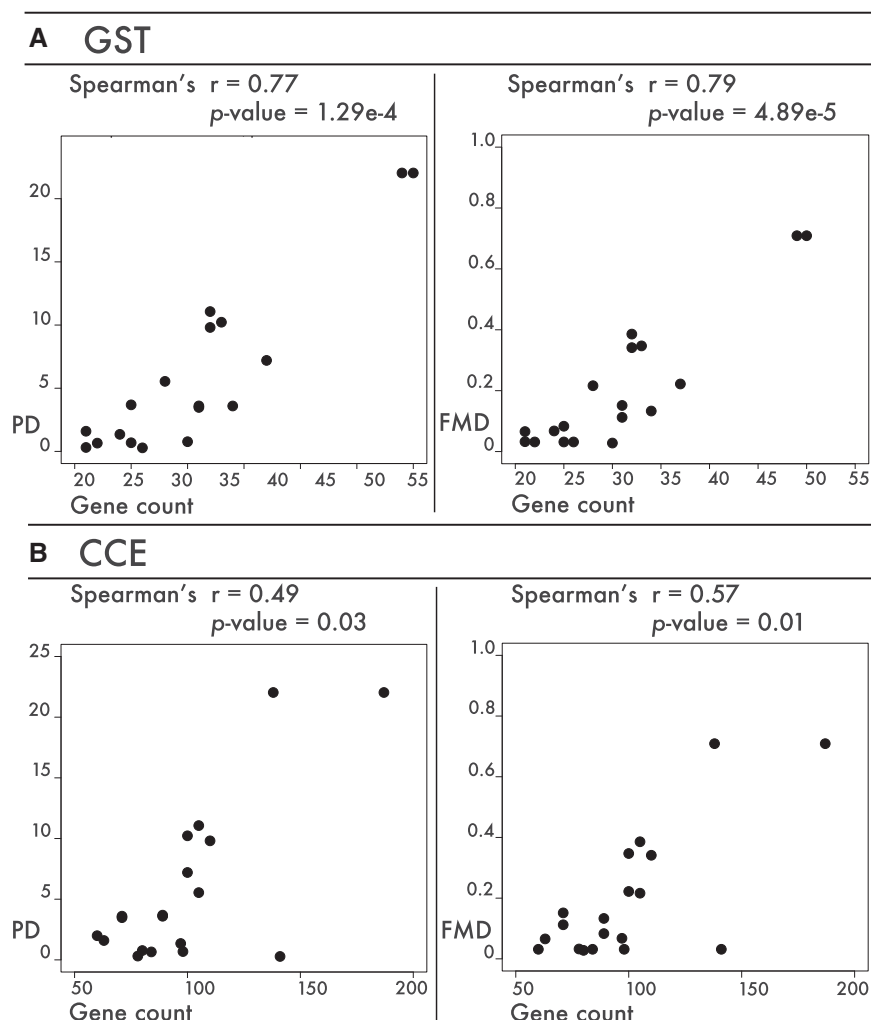 A GST
Spearman's r = 0.77
p-value = 1.29e-4
20
15
10
5
0
PD
20 25 30 35 45 50 55
Gene count
Spearman's r = 0.79
p-value = 4.89e-5
1.0
0.8
0.6
0.4
0.2
0
FMD
20 25 30 35 40 45 50 55
Gene count
B CCE
Spearman's r = 0.49
p-value = 0.03
25
20
15
10
5
0
PD
50 100 150 200
Gene count
Spearman's r = 0.57
p-value = 0.01
1.0
0.8
0.6
0.4
0.2
0
FMD
50 100 150 200
Gene count